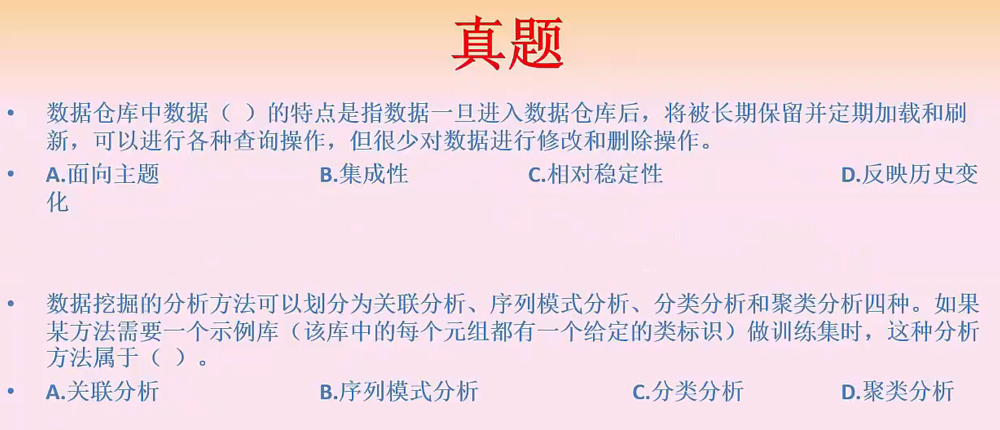 真题
• 数据仓库中数据（ ）的特点是指数据一旦进入数据仓库后，将被长期保留并定期加载和刷
新，可以进行各种查询操作，但很少对数据进行修改和删除操作。
• A.面向主题 B.集成性 C.相对稳定性 D.反映历史变
化
• 数据挖掘的分析方法可以划分为关联分析、序列模式分析、分类分析和聚类分析四种。如果
某方法需要一个示例库（该库中的每个元组都有一个给定的类标识）做训练集时，这种分析
方法属于（ ）。
• A.关联分析 B.序列模式分析 C.分类分析 D.聚类分析